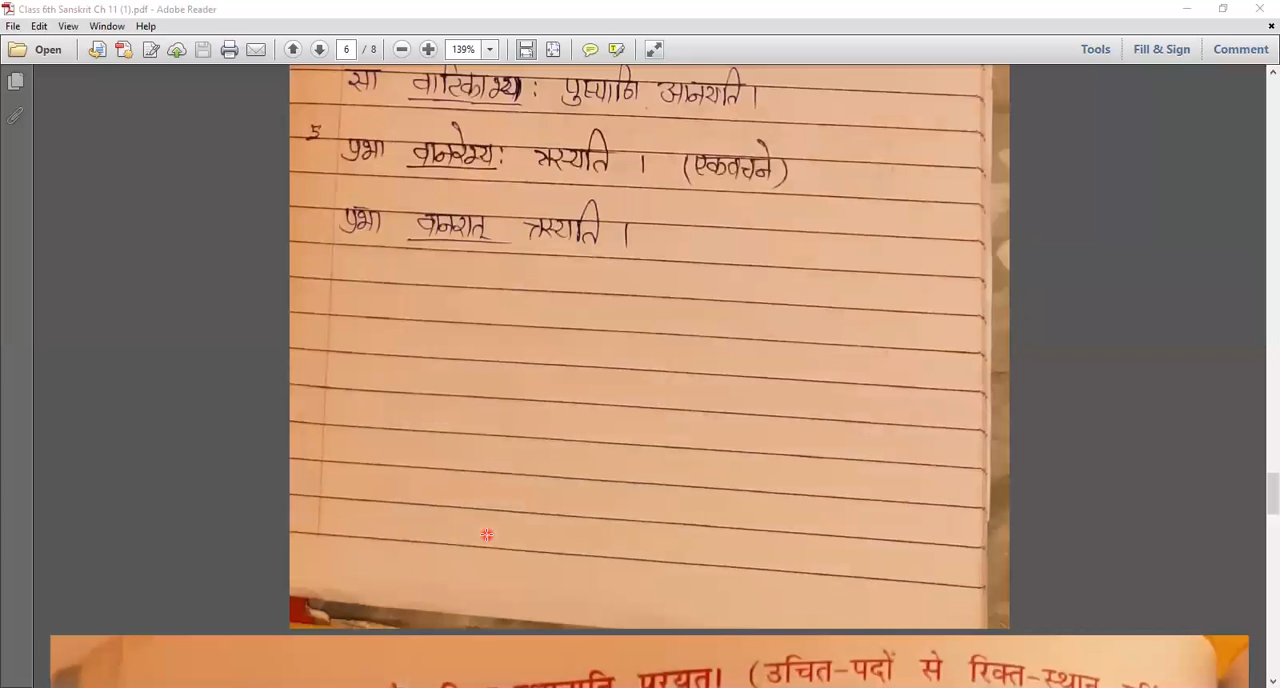 Class 6th Sanskrit Ch 11 (1).pdf - Adobe Reader
File Edit View Window Help
Open 6 / 8 139% Tools Fill & Sign Comment
सा वाटिकाभ्य: पुष्पाणि आनयति।
5 प्रभा वानरेभ्य: त्रस्यति । (एकवचने)
प्रभा वानरात् त्रस्यति ।
पूरयत। (उचित-पदों से रिक्त-स्थान